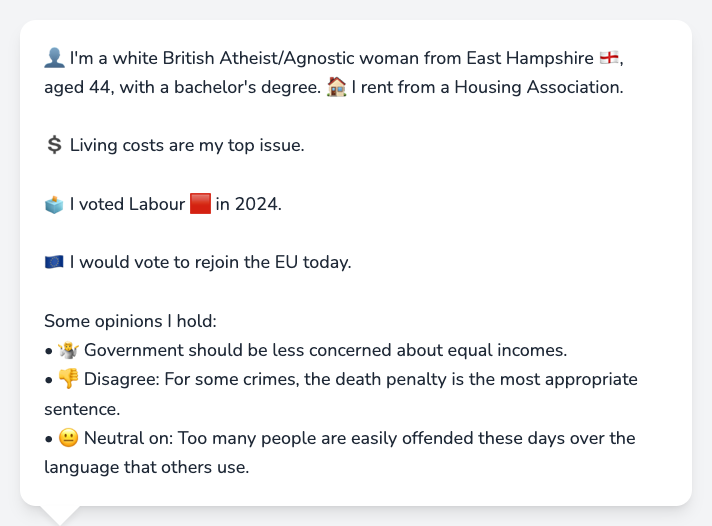 👤 I'm a white British Atheist/Agnostic woman from East Hampshire 🏴󠁧󠁢󠁥󠁮󠁧󠁿,
aged 44, with a bachelor's degree. 🏠 I rent from a Housing Association.
💲 Living costs are my top issue.
🗳️ I voted Labour 🟥 in 2024.
🇪🇺 I would vote to rejoin the EU today.
Some opinions I hold:
• 🤷 Government should be less concerned about equal incomes.
• 👎 Disagree: For some crimes, the death penalty is the most appropriate
sentence.
• 😐 Neutral on: Too many people are easily offended these days over the
language that others use.